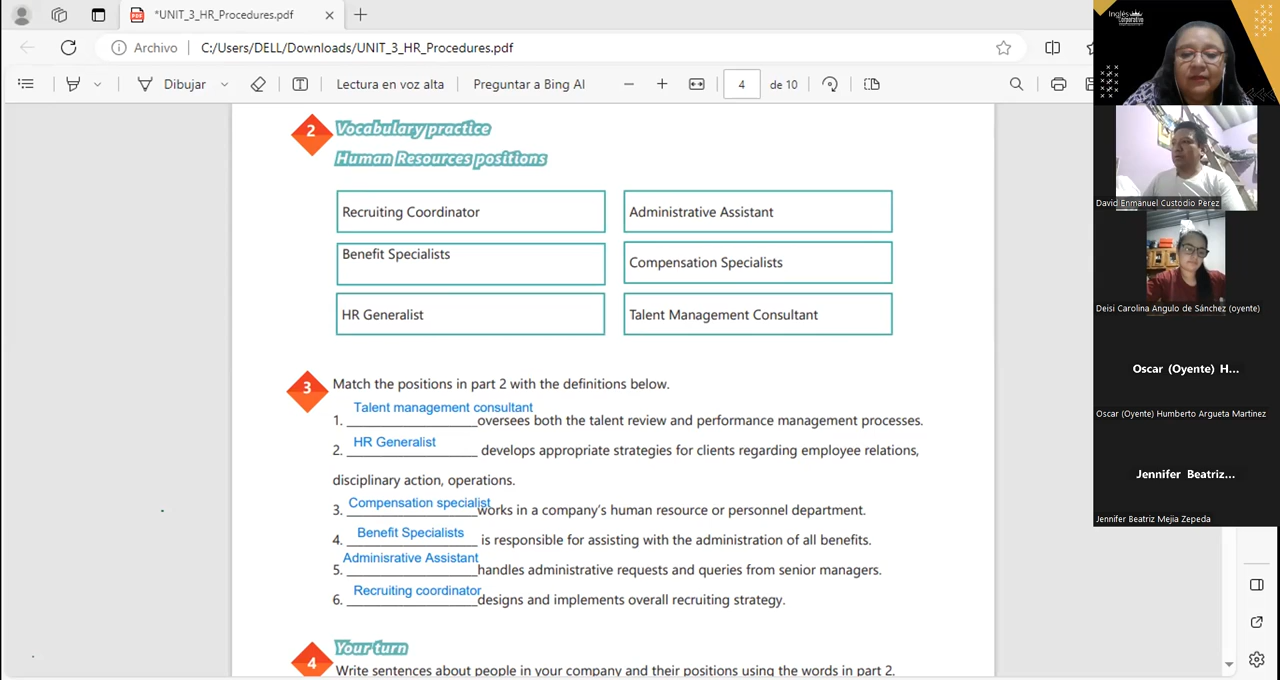 *UNIT_3_HR_Procedures.pdf
Archivo C:/Users/DELL/Downloads/UNIT_3_HR_Procedures.pdf
Dibujar Lectura en voz alta Preguntar a Bing AI 4 de 10
2 Vocabulary practice
Human Resources positions
Recruiting Coordinator Administrative Assistant
Benefit Specialists Compensation Specialists
HR Generalist Talent Management Consultant
3 Match the positions in part 2 with the definitions below.
Talent management consultant
1. _________________oversees both the talent review and performance management processes.
HR Generalist
2. _________________ develops appropriate strategies for clients regarding employee relations,
disciplinary action, operations.
Compensation specialist
3. _________________works in a company's human resource or personnel department.
Benefit Specialists
4. _________________ is responsible for assisting with the administration of all benefits.
Adminisrative Assistant
5. _________________handles administrative requests and queries from senior managers.
Recruiting coordinator
6. _________________designs and implements overall recruiting strategy.
4 Your turn
Write sentences about people in your company and their positions using the words in part 2.
Inglés
Corporativo
David Enmanuel Custodio Perez
Deisi Carolina Angulo de Sánchez (oyente)
Oscar (Oyente) H...
Oscar (Oyente) Humberto Argueta Martinez
Jennifer Beatriz...
Jennifer Beatriz Mejia Zepeda